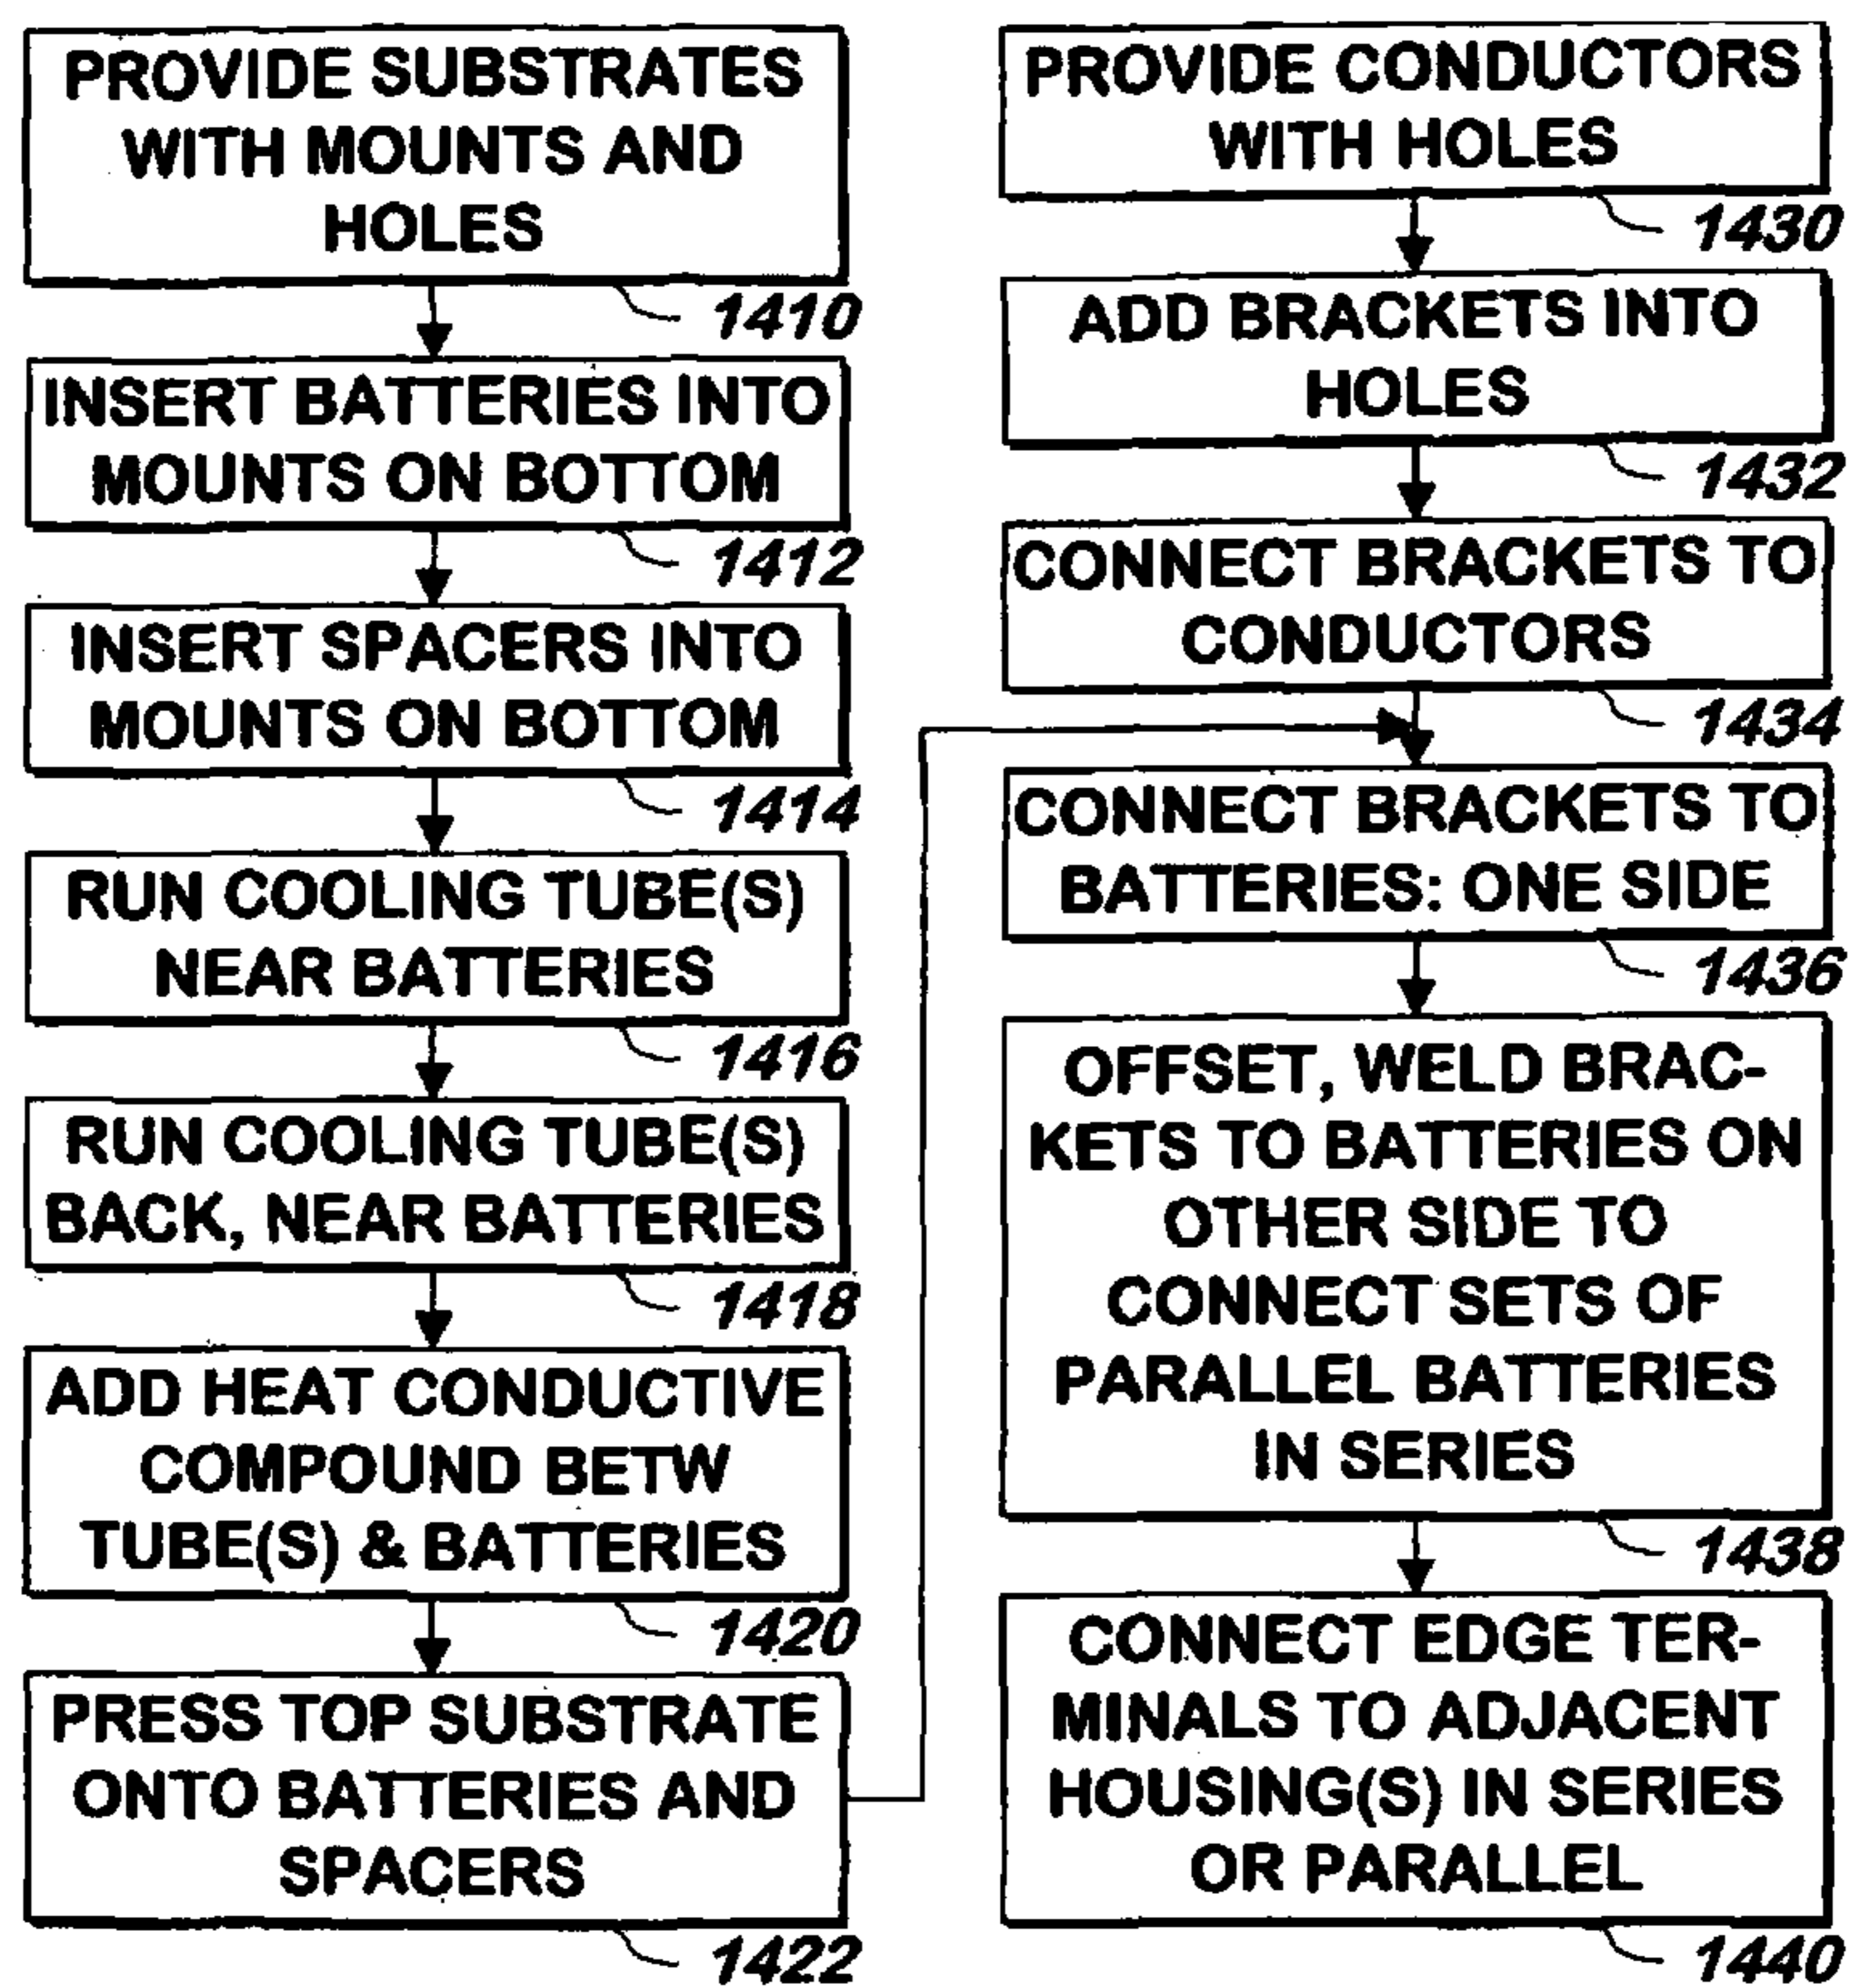 PROVIDE SUBSTRATES
WITH MOUNTS AND
HOLES
1410
INSERT BATTERIES INTO
MOUNTS ON BOTTOM
1412
INSERT SPACERS INTO
MOUNTS ON BOTTOM
1414
RUN COOLING TUBE(S)
NEAR BATTERIES
1416
RUN COOLING TUBE(S)
BACK, NEAR BATTERIES
1418
ADD HEAT CONDUCTIVE
COMPOUND BETW
TUBE(S) & BATTERIES
1420
PRESS TOP SUBSTRATE
ONTO BATTERIES AND
SPACERS
1422
PROVIDE CONDUCTORS
WITH HOLES
1430
ADD BRACKETS INTO
HOLES
1432
CONNECT BRACKETS TO
CONDUCTORS
1434
CONNECT BRACKETS TO
BATTERIES: ONE SIDE
1436
OFFSET, WELD BRAC-
KETS TO BATTERIES ON
OTHER SIDE TO
CONNECT SETS OF
PARALLEL BATTERIES
IN SERIES
1438
CONNECT EDGE TER-
MINALS TO ADJACENT
HOUSING(S) IN SERIES
OR PARALLEL
1440